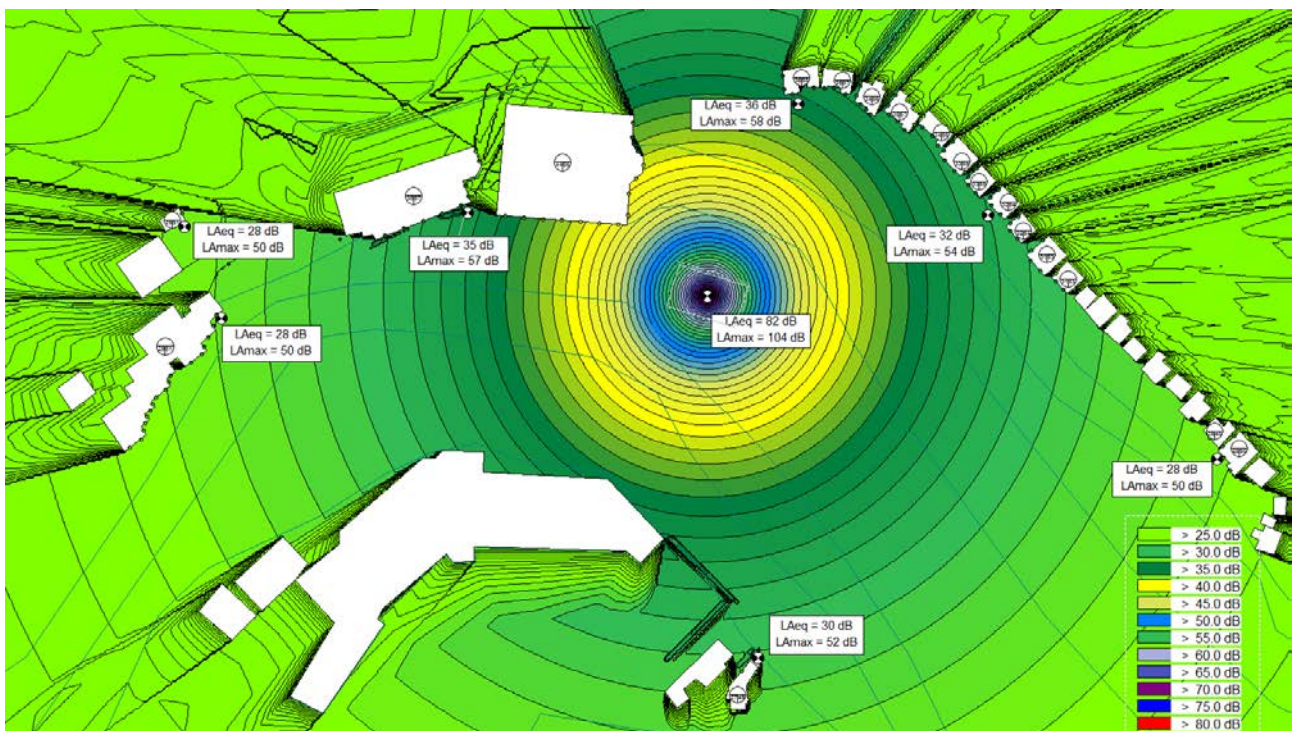 LAeq = 36 dB
LAmax = 58 dB
LAeq = 28 dB
LAmax = 50 dB
LAeq = 35 dB
LAmax = 57 dB
LAeq = 32 dB
LAmax = 54 dB
LAeq = 28 dB
LAmax = 50 dB
LAeq = 82 dB
LAmax = 104 dB
LAeq = 28 dB
LAmax = 50 dB
LAeq = 30 dB
LAmax = 52 dB
> 25.0 dB
> 30.0 dB
> 35.0 dB
> 40.0 dB
> 45.0 dB
> 50.0 dB
> 55.0 dB
> 60.0 dB
> 65.0 dB
> 70.0 dB
> 75.0 dB
> 80.0 dB